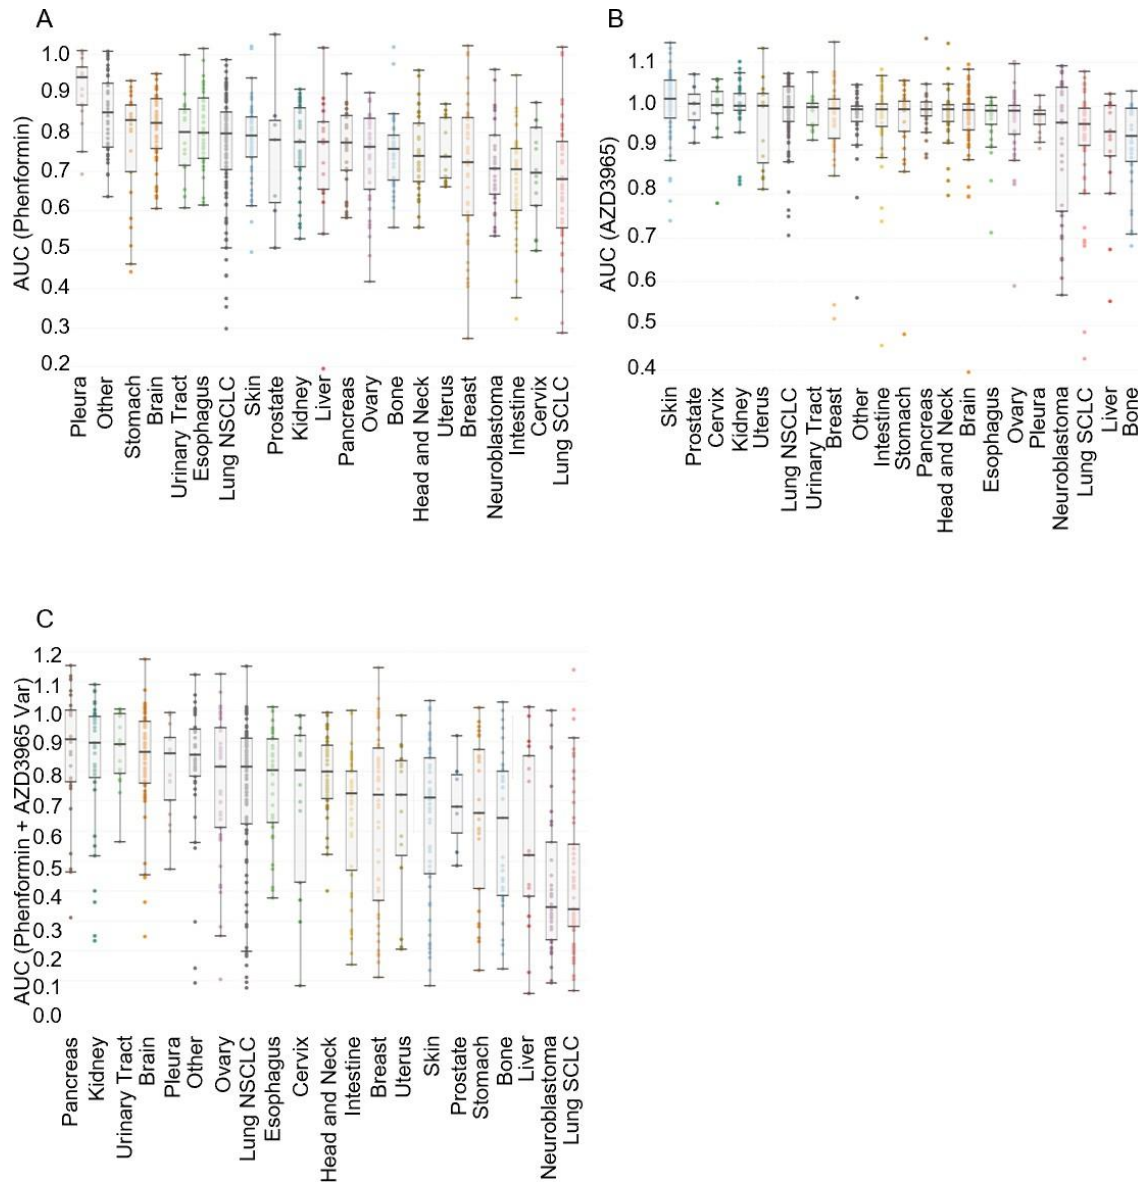 A
AUC (Phenformin)
1.0
0.9
0.8
0.7
0.6
0.5
0.4
0.3
0.2
Pleura
Other
Stomach
Brain
Urinary Tract
Esophagus
Lung NSCLC
Skin
Prostate
Kidney
Liver
Pancreas
Ovary
Bone
Head and Neck
Uterus
Breast
Neuroblastoma
Intestine
Cervix
Lung SCLC
B
AUC (AZD3965)
1.1
1.0
0.9
0.8
0.7
0.6
0.5
0.4
Skin
Prostate
Cervix
Kidney
Uterus
Lung NSCLC
Urinary Tract
Breast
Other
Intestine
Stomach
Pancreas
Head and Neck
Brain
Esophagus
Ovary
Pleura
Neuroblastoma
Lung SCLC
Liver
Bone
C
AUC (Phenformin + AZD3965 Var)
1.2
1.1
1.0
0.9
0.8
0.7
0.6
0.5
0.4
0.3
0.2
0.1
0.0
Pancreas
Kidney
Urinary Tract
Brain
Pleura
Other
Ovary
Lung NSCLC
Esophagus
Cervix
Head and Neck
Intestine
Breast
Uterus
Skin
Prostate
Stomach
Bone
Liver
Neuroblastoma
Lung SCLC